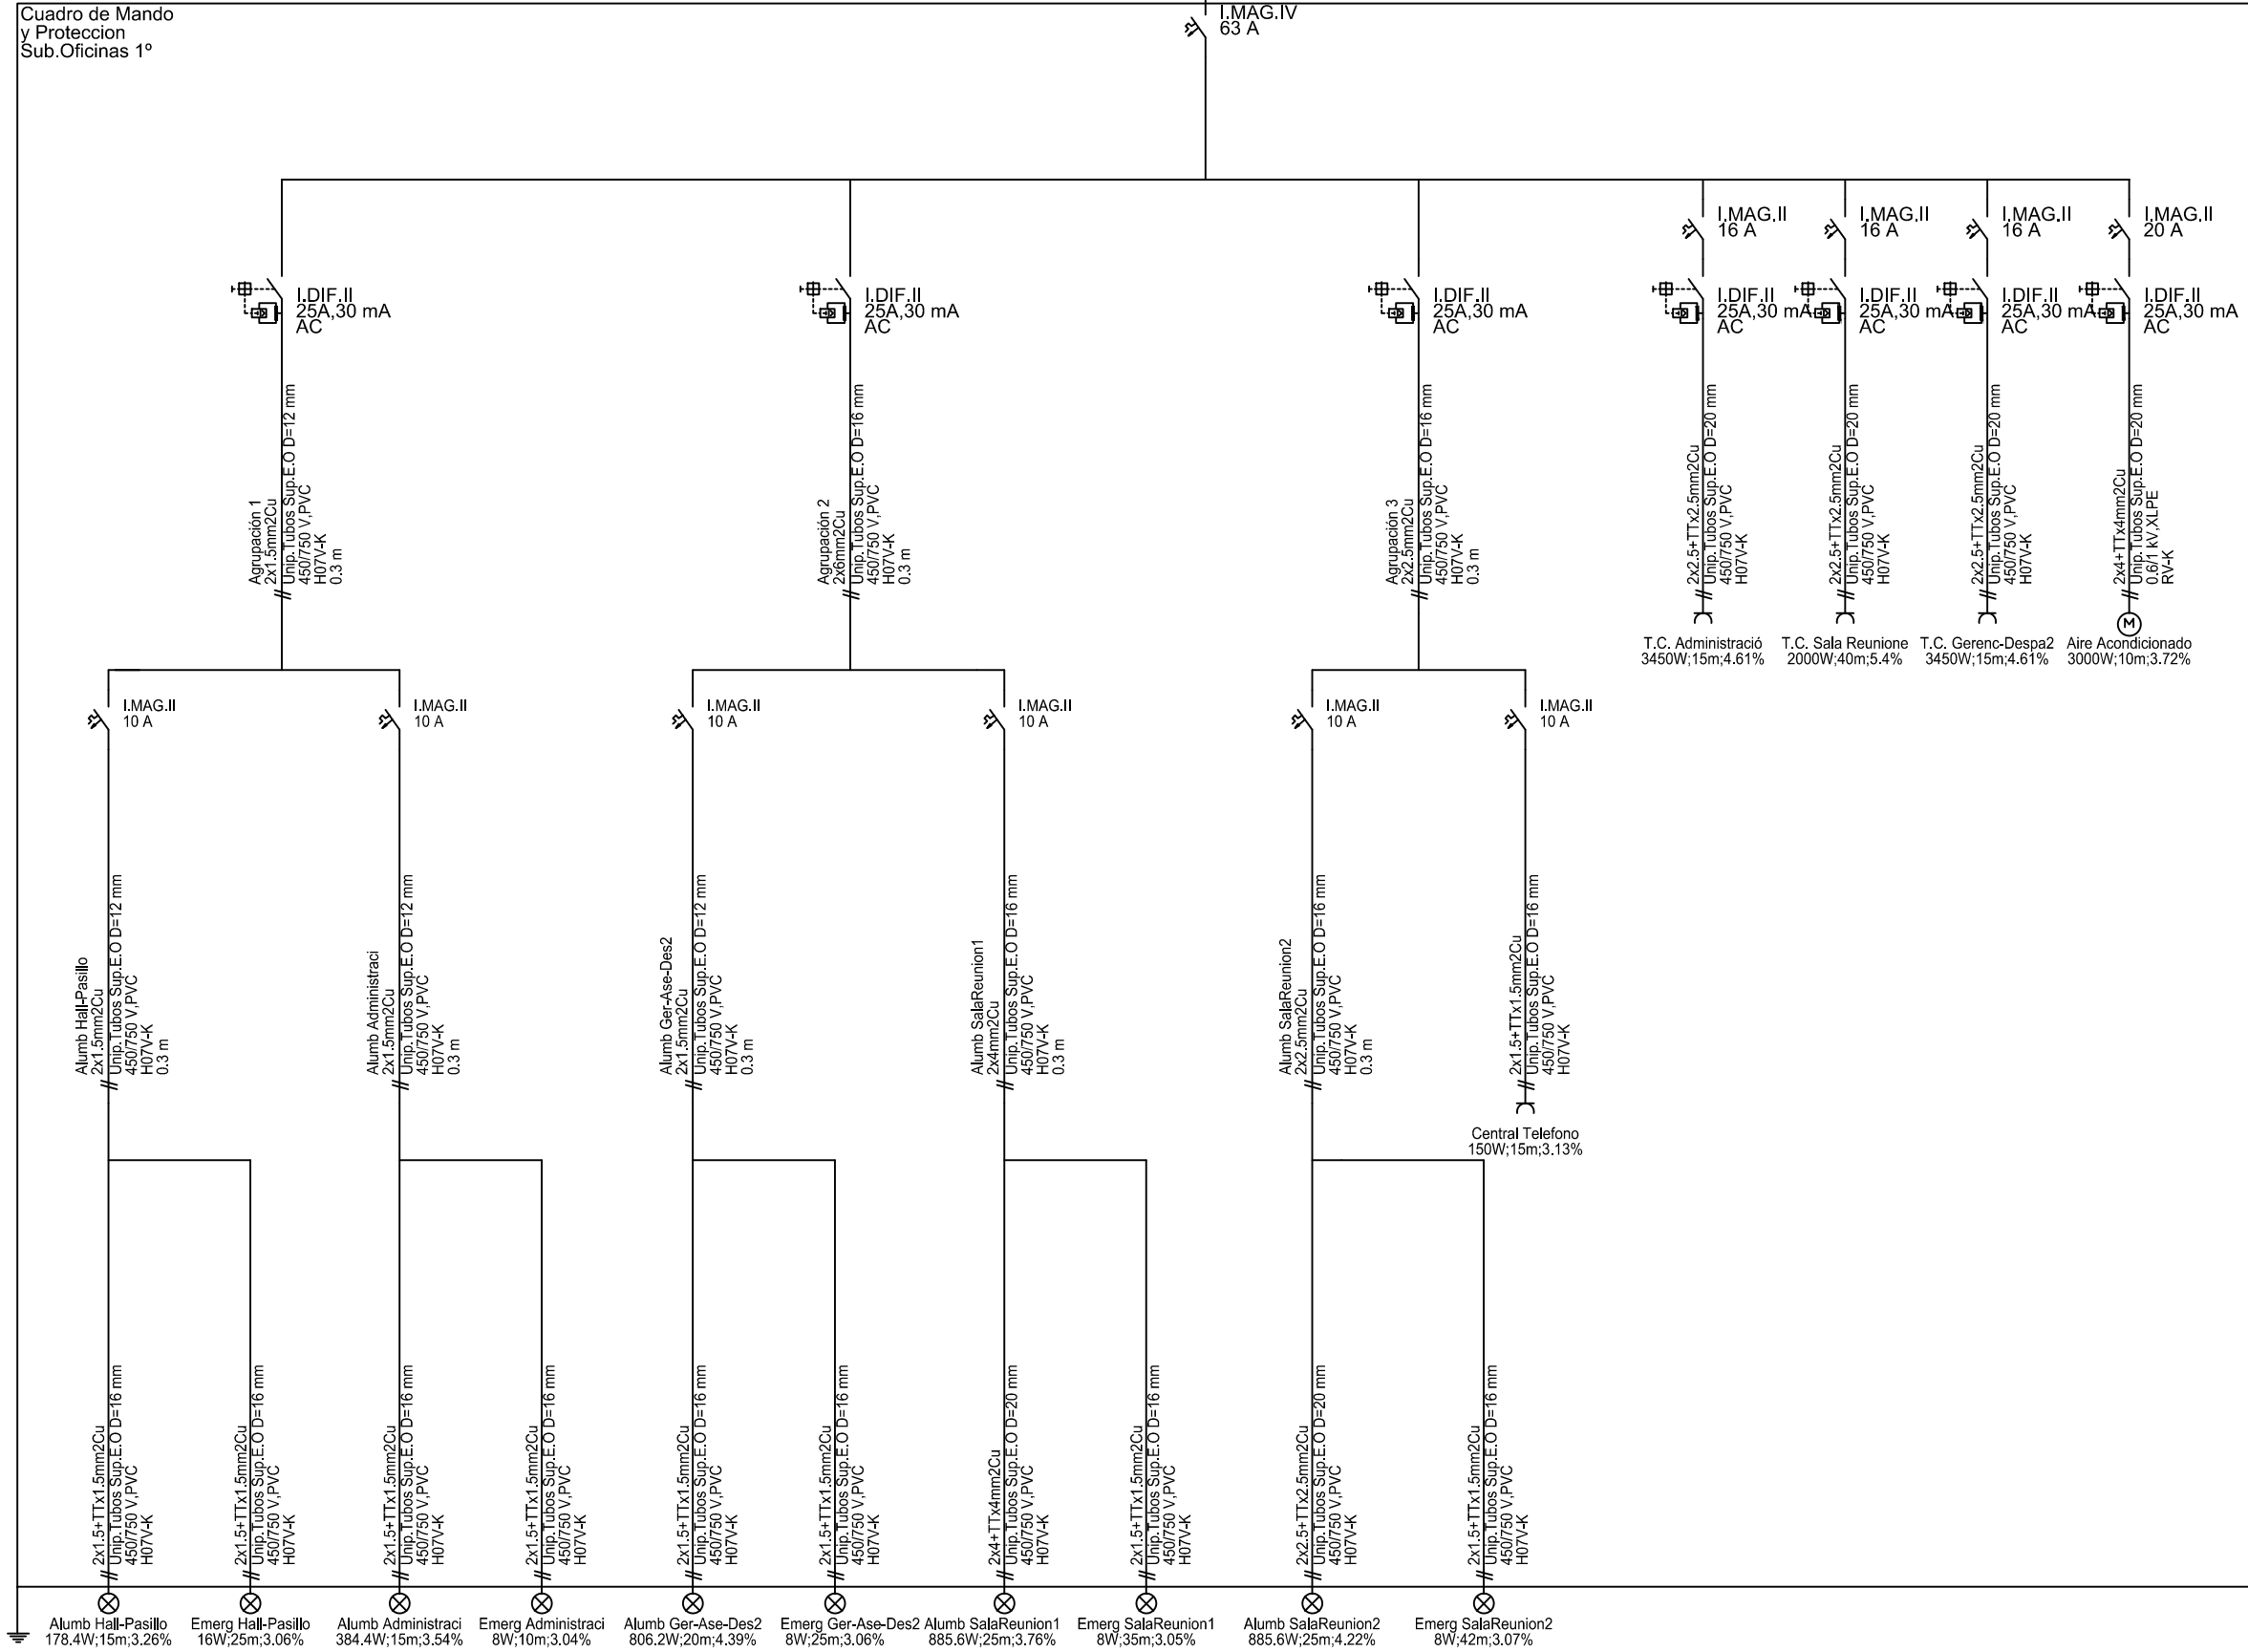 Cuadro de Mando
y Proteccion
Sub.Oficinas 1º
I.MAG.IV
63 A
I.MAG.II
16 A
I.MAG.II
16 A
I.MAG.II
16 A
I.MAG.II
20 A
I.DIF.II
25A,30 mA
AC
I.DIF.II
25A,30 mA
AC
I.DIF.II
25A,30 mA
AC
I.DIF.II
25A,30 mA
AC
I.DIF.II
25A,30 mA
AC
I.DIF.II
25A,30 mA
AC
I.DIF.II
25A,30 mA
AC
Agrupación 1
2x1.5mm2Cu
Unip.Tubos Sup.E.O D=12 mm
450/750 V,PVC
H07V-K
0.3 m
Agrupación 2
2x6mm2Cu
Unip.Tubos Sup.E.O D=16 mm
450/750 V,PVC
H07V-K
0.3 m
Agrupación 3
2x2.5mm2Cu
Unip.Tubos Sup.E.O D=16 mm
450/750 V,PVC
H07V-K
0.3 m
2x2.5+TTx2.5mm2Cu
Unip.Tubos Sup.E.O D=20 mm
450/750 V,PVC
H07V-K
2x2.5+TTx2.5mm2Cu
Unip.Tubos Sup.E.O D=20 mm
450/750 V,PVC
H07V-K
2x2.5+TTx2.5mm2Cu
Unip.Tubos Sup.E.O D=20 mm
450/750 V,PVC
H07V-K
2x4+TTx4mm2Cu
Unip.Tubos Sup.E.O D=20 mm
0.6/1 kV,XLPE
RV-K
M
T.C. Administració
3450W;15m;4.61%
T.C. Sala Reunione
2000W;40m;5.4%
T.C. Gerenc-Despa2
3450W;15m;4.61%
Aire Acondicionado
3000W;10m;3.72%
I.MAG.II
10 A
I.MAG.II
10 A
I.MAG.II
10 A
I.MAG.II
10 A
I.MAG.II
10 A
I.MAG.II
10 A
Alumb Hall-Pasillo
2x1.5mm2Cu
Unip.Tubos Sup.E.O D=12 mm
450/750 V,PVC
H07V-K
0.3 m
Alumb Administraci
2x1.5mm2Cu
Unip.Tubos Sup.E.O D=12 mm
450/750 V,PVC
H07V-K
0.3 m
Alumb Ger-Ase-Des2
2x1.5mm2Cu
Unip.Tubos Sup.E.O D=12 mm
450/750 V,PVC
H07V-K
0.3 m
Alumb SalaReunion1
2x4mm2Cu
Unip.Tubos Sup.E.O D=16 mm
450/750 V,PVC
H07V-K
0.3 m
Alumb SalaReunion2
2x2.5mm2Cu
Unip.Tubos Sup.E.O D=16 mm
450/750 V,PVC
H07V-K
0.3 m
2x1.5+TTx1.5mm2Cu
Unip.Tubos Sup.E.O D=16 mm
450/750 V,PVC
H07V-K
Central Telefono
150W;15m;3.13%
2x1.5+TTx1.5mm2Cu
Unip.Tubos Sup.E.O D=16 mm
450/750 V,PVC
H07V-K
2x1.5+TTx1.5mm2Cu
Unip.Tubos Sup.E.O D=16 mm
450/750 V,PVC
H07V-K
2x1.5+TTx1.5mm2Cu
Unip.Tubos Sup.E.O D=16 mm
450/750 V,PVC
H07V-K
2x1.5+TTx1.5mm2Cu
Unip.Tubos Sup.E.O D=16 mm
450/750 V,PVC
H07V-K
2x1.5+TTx1.5mm2Cu
Unip.Tubos Sup.E.O D=16 mm
450/750 V,PVC
H07V-K
2x1.5+TTx1.5mm2Cu
Unip.Tubos Sup.E.O D=16 mm
450/750 V,PVC
H07V-K
2x4+TTx4mm2Cu
Unip.Tubos Sup.E.O D=20 mm
450/750 V,PVC
H07V-K
2x1.5+TTx1.5mm2Cu
Unip.Tubos Sup.E.O D=16 mm
450/750 V,PVC
H07V-K
2x2.5+TTx2.5mm2Cu
Unip.Tubos Sup.E.O D=20 mm
450/750 V,PVC
H07V-K
2x1.5+TTx1.5mm2Cu
Unip.Tubos Sup.E.O D=16 mm
450/750 V,PVC
H07V-K
Alumb Hall-Pasillo
178.4W;15m;3.26%
Emerg Hall-Pasillo
16W;25m;3.06%
Alumb Administraci
384.4W;15m;3.54%
Emerg Administraci
8W;10m;3.04%
Alumb Ger-Ase-Des2
806.2W;20m;4.39%
Emerg Ger-Ase-Des2
8W;25m;3.06%
Alumb SalaReunion1
885.6W;25m;3.76%
Emerg SalaReunion1
8W;35m;3.05%
Alumb SalaReunion2
885.6W;25m;4.22%
Emerg SalaReunion2
8W;42m;3.07%